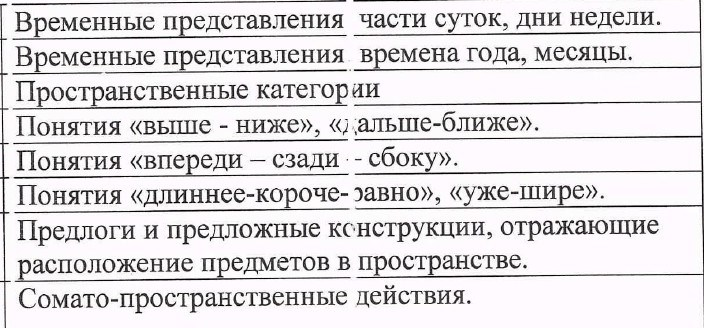 Временные представления части суток, дни недели.
Временные представления времена года, месяцы.
Пространственные категории
Понятия «выше - ниже», «дальше-ближе».
Понятия «впереди – сзади – сбоку».
Понятия «длиннее-короче-равно», «уже-шире».
Предлоги и предложные конструкции, отражающие
расположение предметов в пространстве.
Сомато-пространственные действия.